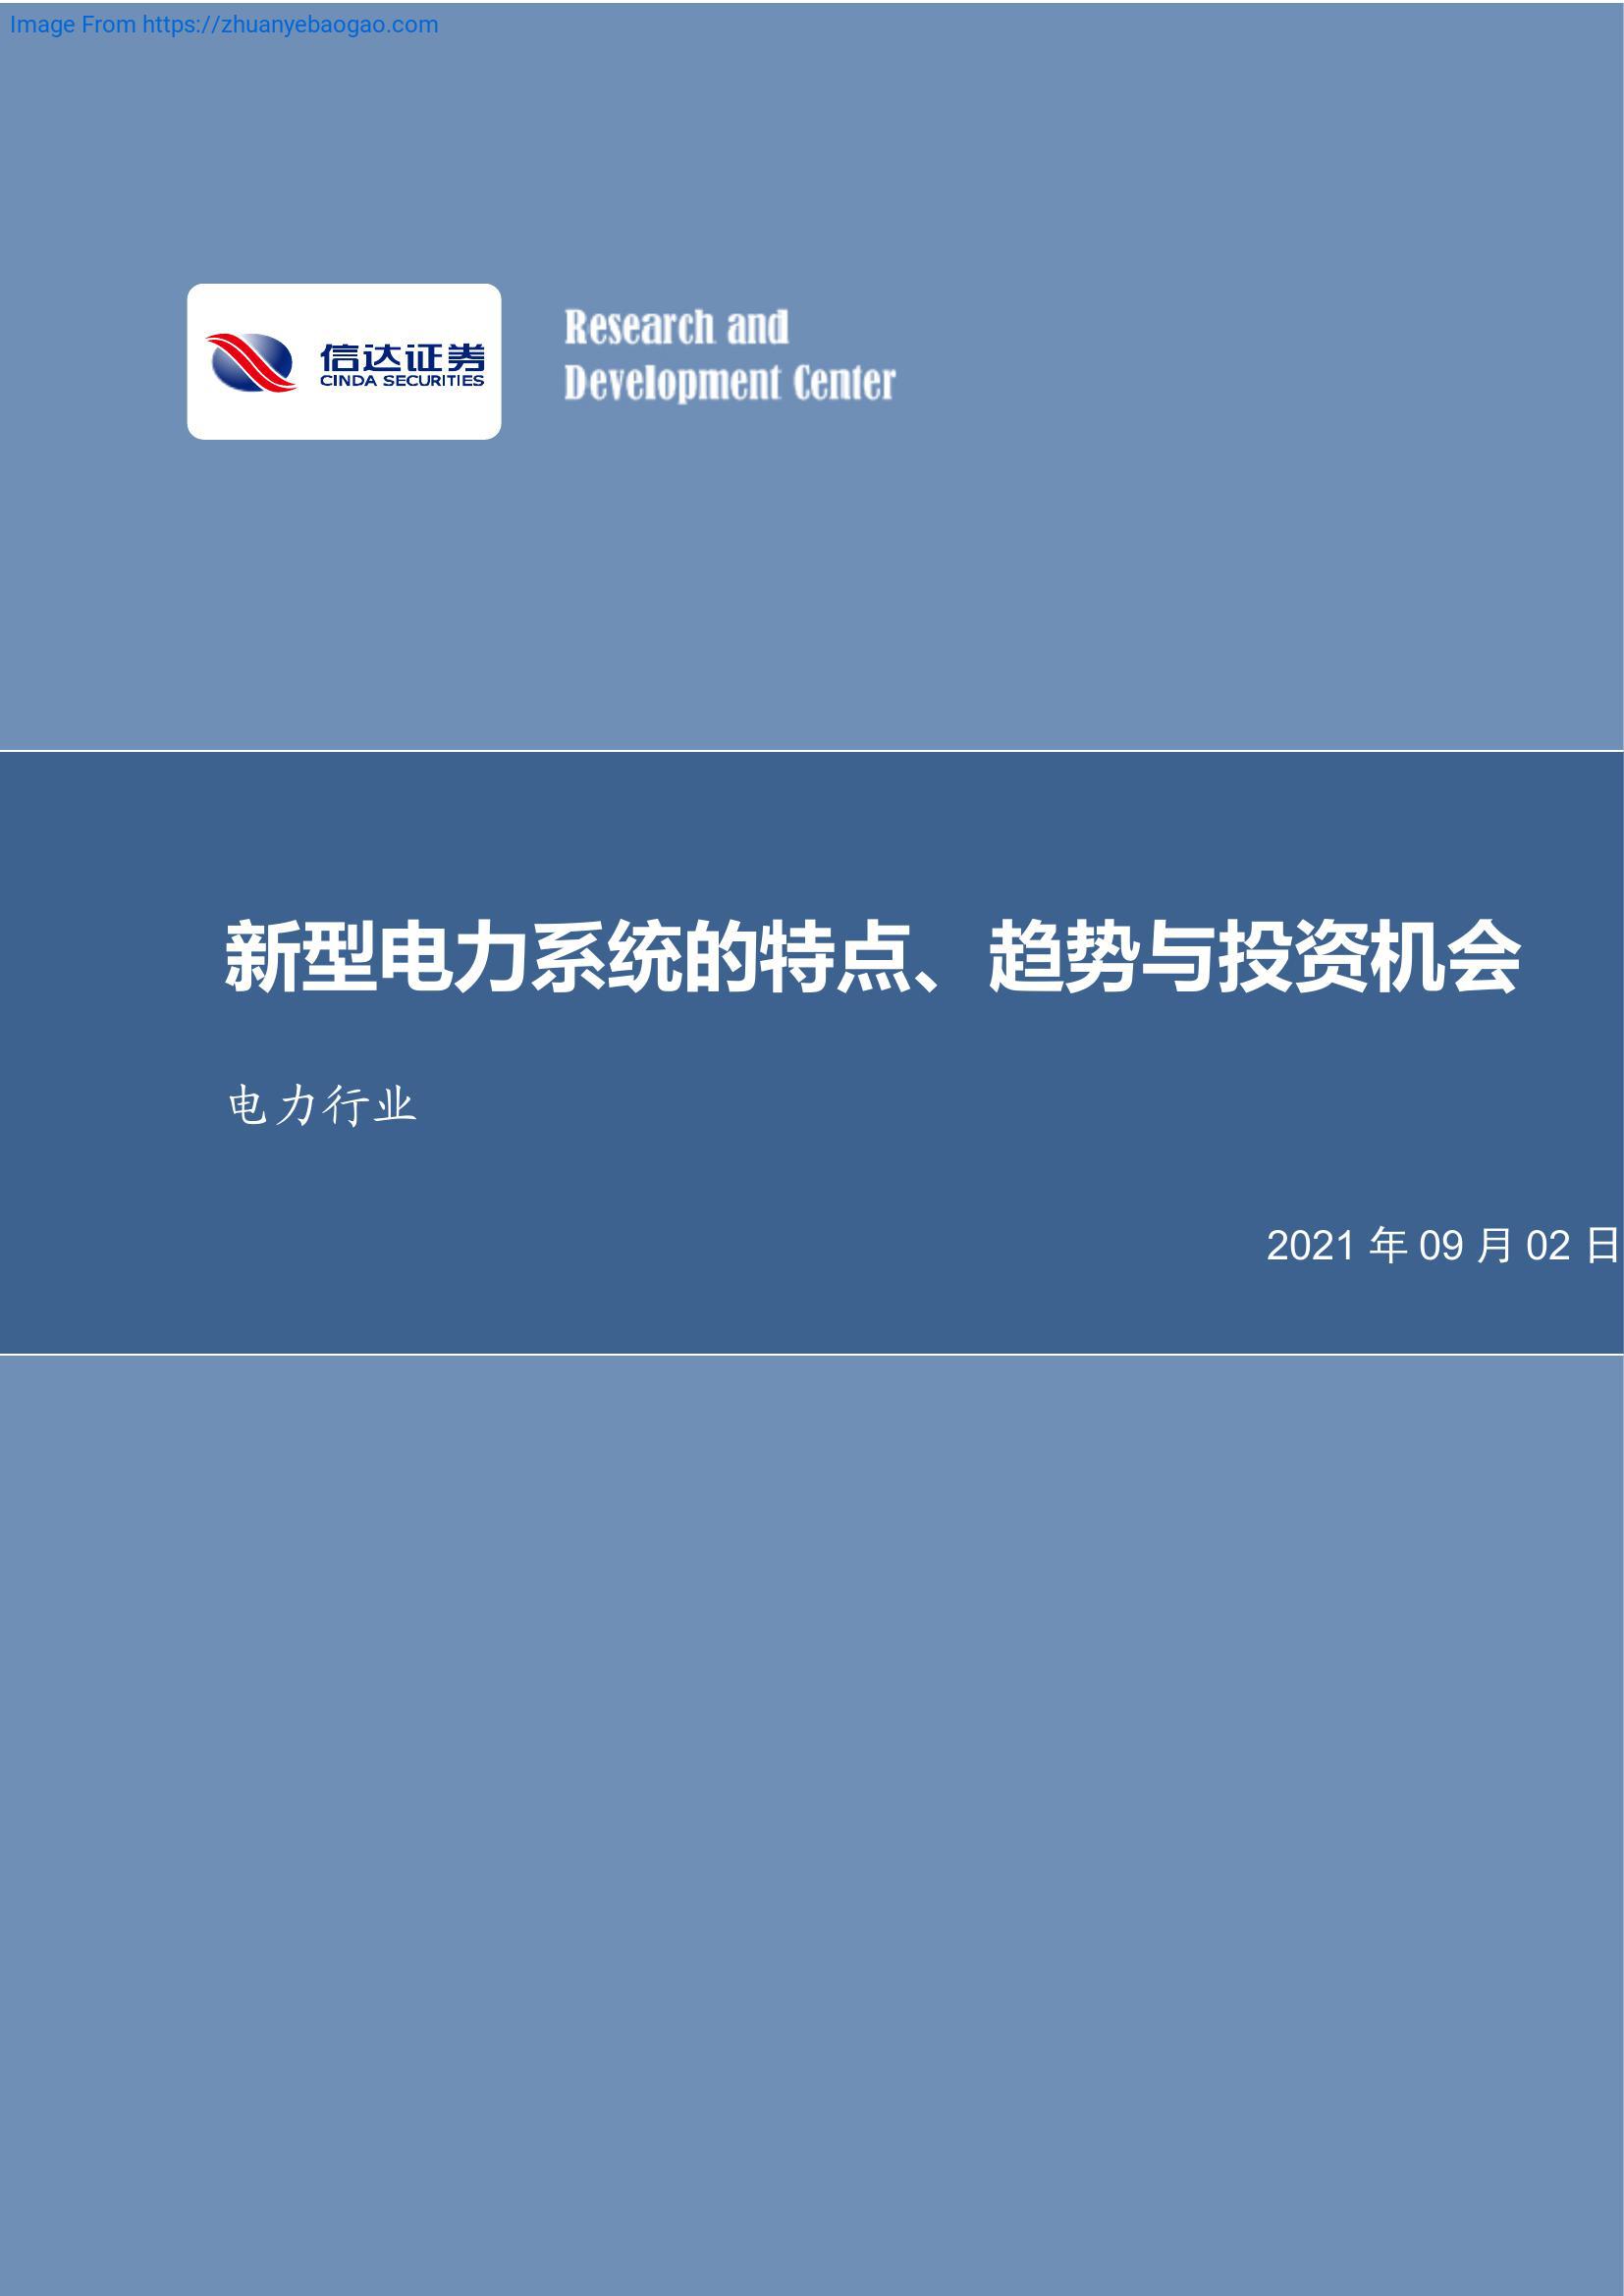 Image From https://zhuanyebaogao.com
信达证券
CINDA SECURITIES
Research and
Development Center
新型电力系统的特点、趋势与投资机会
电力行业
2021 年 09 月 02 日